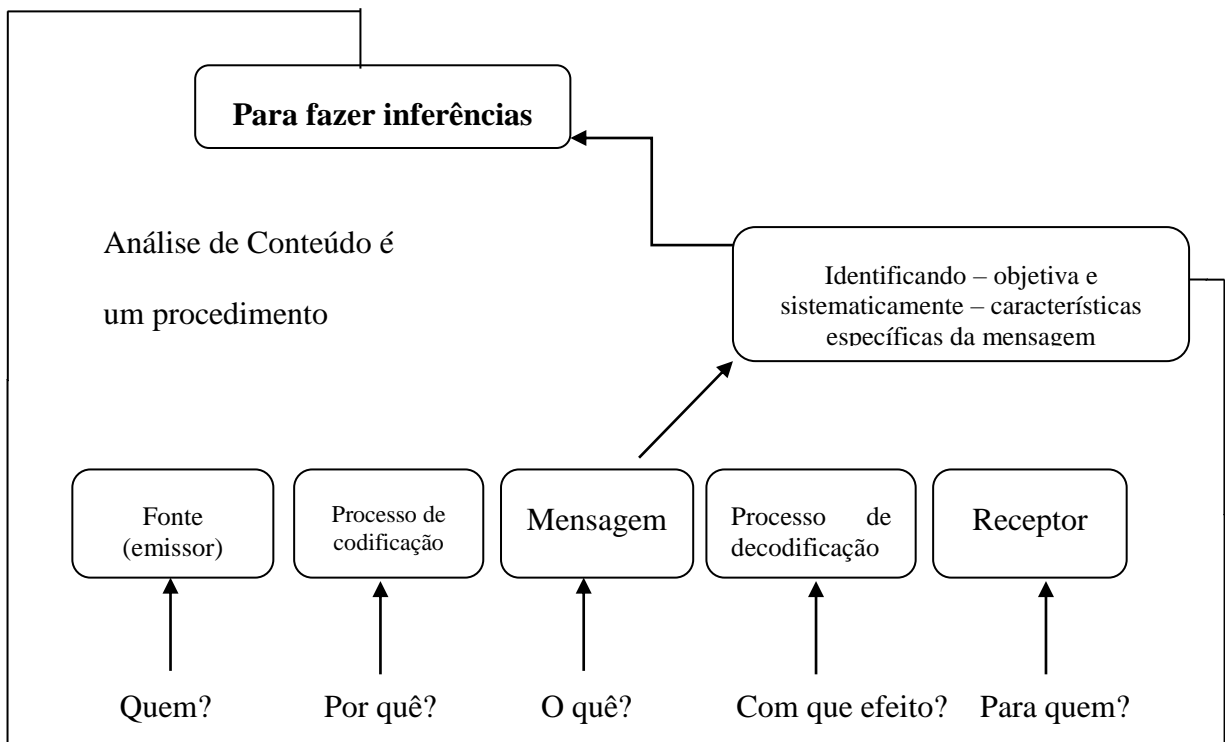 Para fazer inferências
Análise de Conteúdo é
um procedimento
Identificando – objetiva e
sistematicamente – características
específicas da mensagem
Fonte
(emissor)
Processo de
codificação
Mensagem
Processo de
decodificação
Receptor
Quem?
Por quê?
O quê?
Com que efeito?
Para quem?